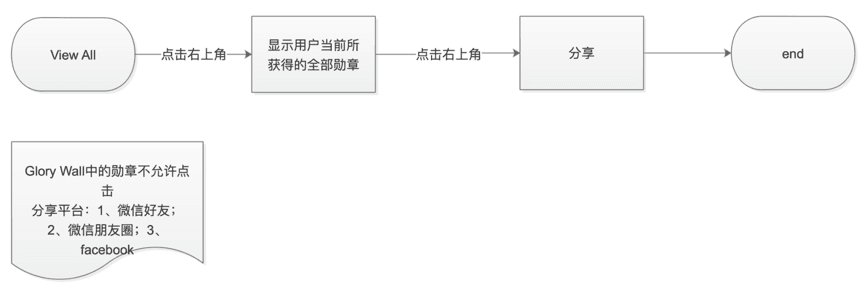 View All
点击右上角
显示用户当前所
获得的全部勋章
点击右上角
分享
end
Glory Wall中的勋章不允许点
击
分享平台：1、微信好友；
2、微信朋友圈；3、
facebook